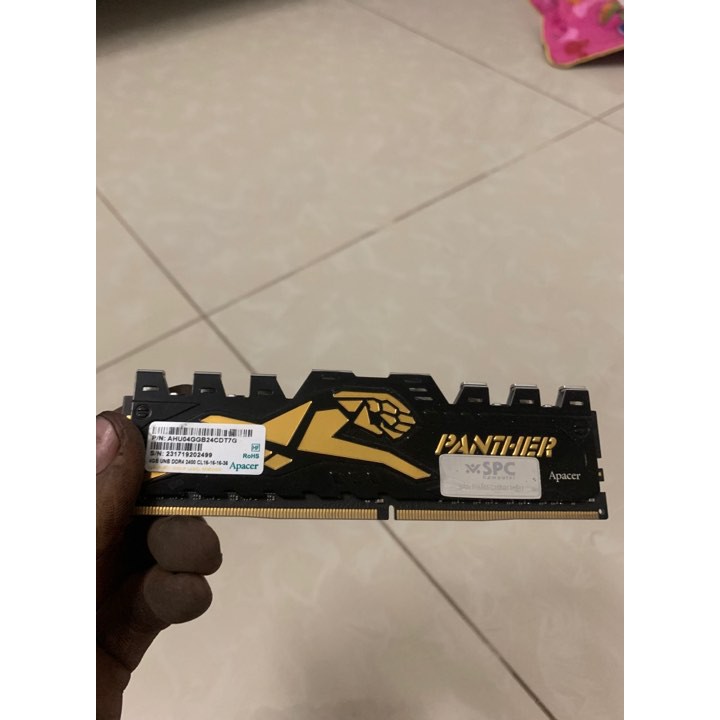 P/N: AHU04GGB24CDT7G
S/N: 231719202499
4GB UNB DDR4 2400 CL16-16-16-36
RoHS
Apacer
PANTHER
SPC
Apacer